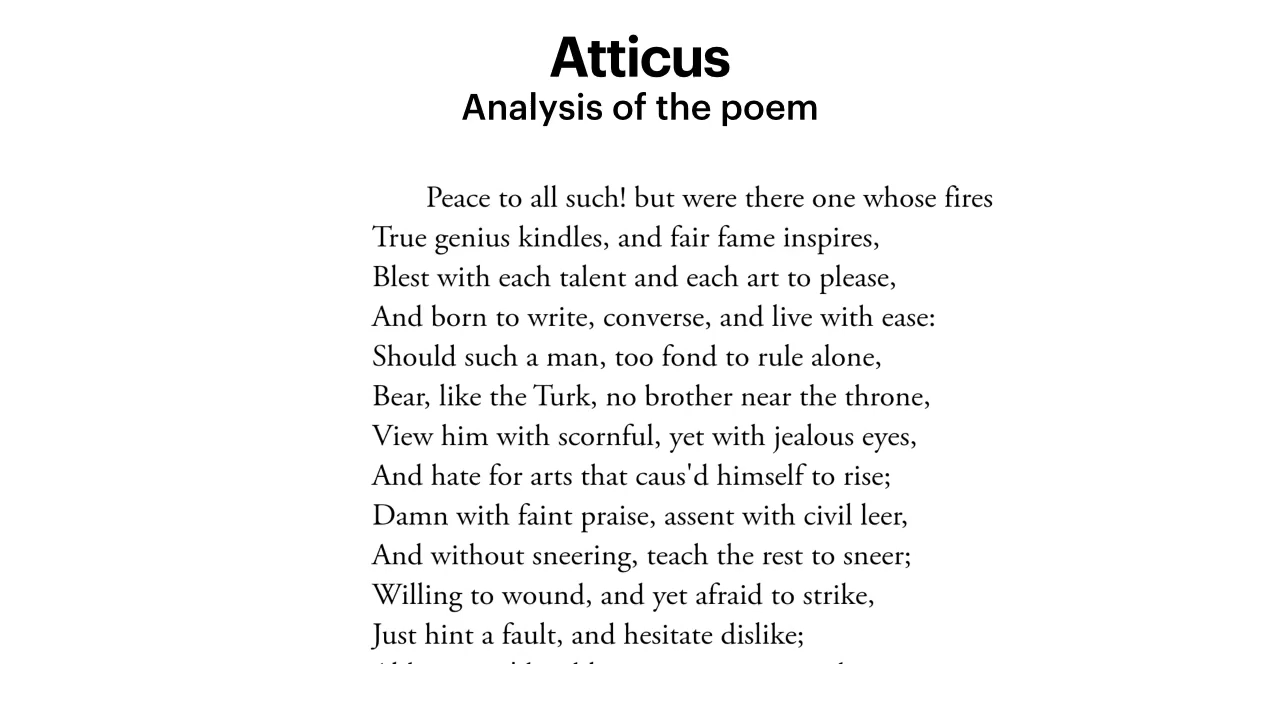 Atticus
Analysis of the poem
Peace to all such! but were there one whose fires
True genius kindles, and fair fame inspires,
Blest with each talent and each art to please,
And born to write, converse, and live with ease:
Should such a man, too fond to rule alone,
Bear, like the Turk, no brother near the throne,
View him with scornful, yet with jealous eyes,
And hate for arts that caus'd himself to rise;
Damn with faint praise, assent with civil leer,
And without sneering, teach the rest to sneer;
Willing to wound, and yet afraid to strike,
Just hint a fault, and hesitate dislike;